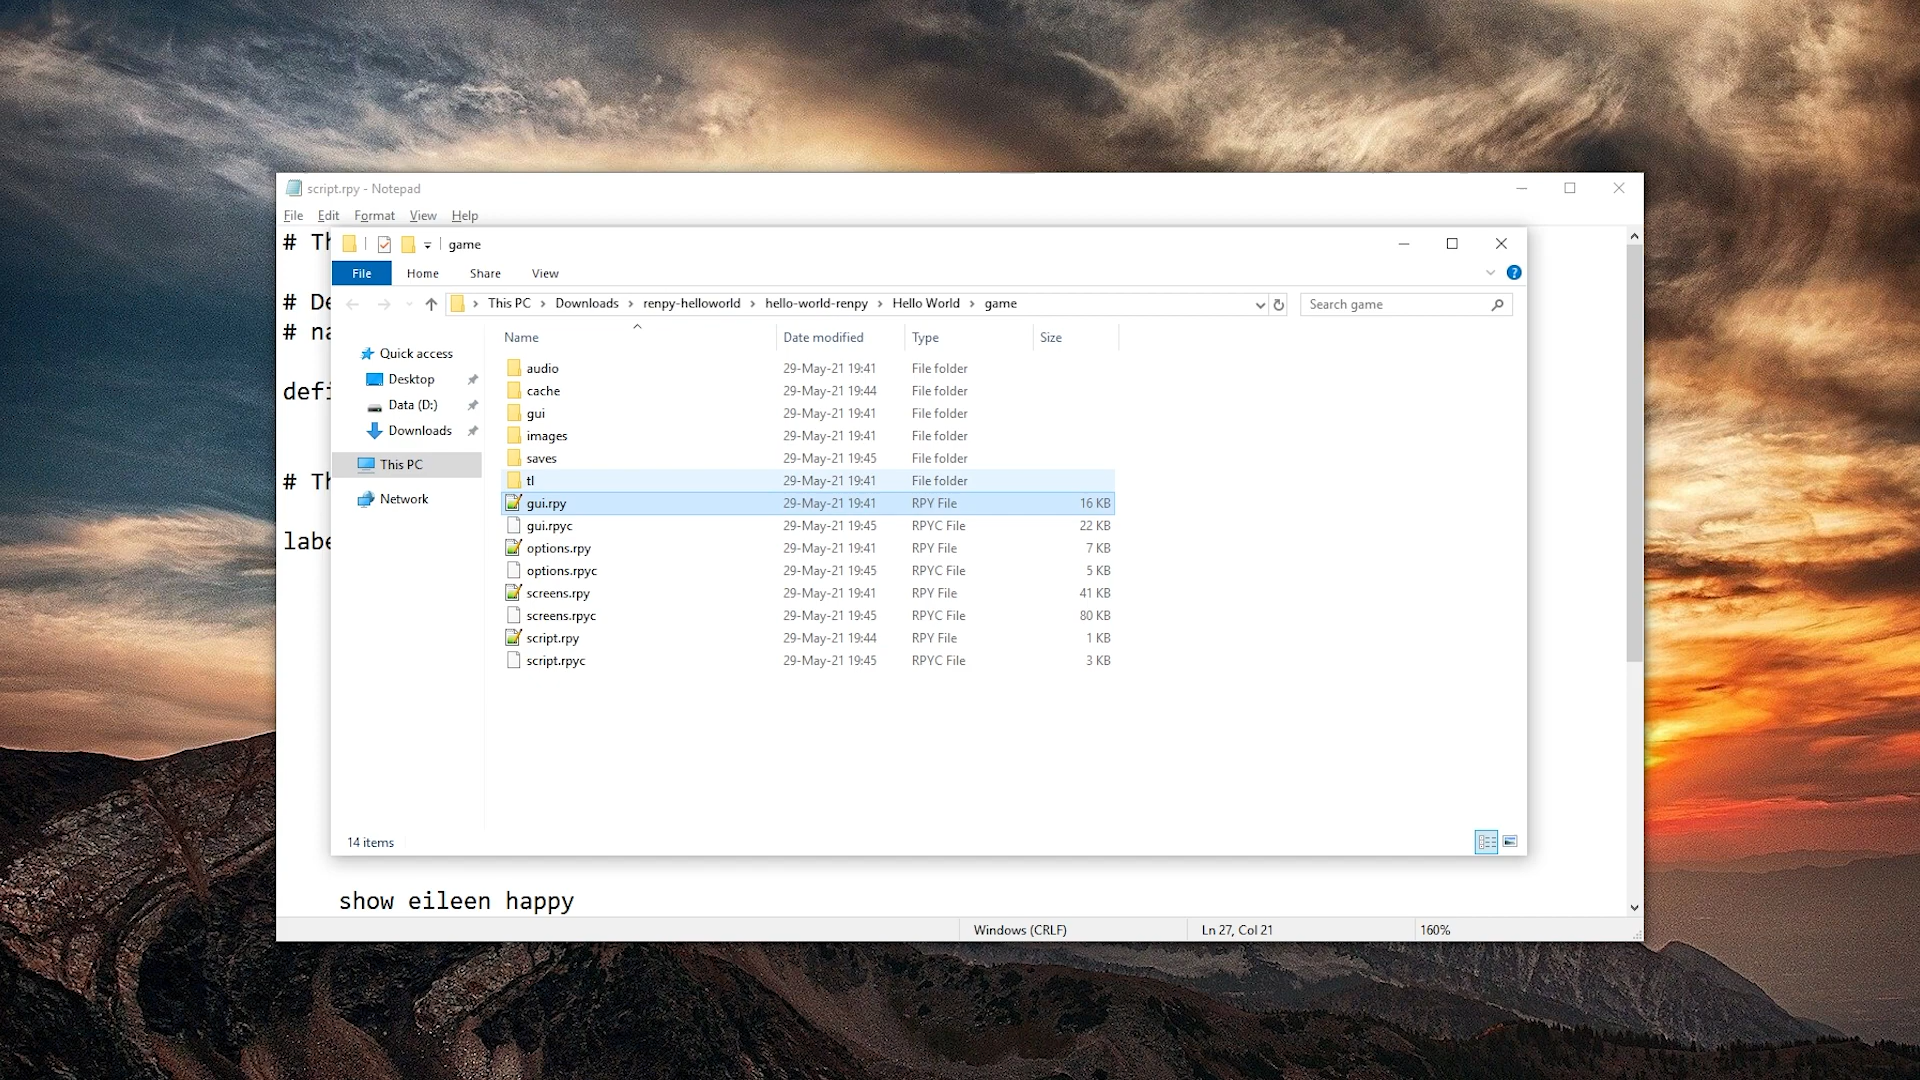 script.rpy - Notepad
File Edit Format View Help
# Th
game
File Home Share View
# De
This PC Downloads renpy-helloworld hello-world-renpy Hello World game
Search game
# na
Name Date modified Type Size
Quick access
Desktop
Data (D:)
Downloads
This PC
Network
audio 29-May-21 19:41 File folder
cache 29-May-21 19:44 File folder
gui 29-May-21 19:41 File folder
images 29-May-21 19:41 File folder
saves 29-May-21 19:45 File folder
tl 29-May-21 19:41 File folder
gui.rpy 29-May-21 19:41 RPY File 16 KB
gui.rpyc 29-May-21 19:45 RPYC File 22 KB
options.rpy 29-May-21 19:41 RPY File 7 KB
options.rpyc 29-May-21 19:45 RPYC File 5 KB
screens.rpy 29-May-21 19:41 RPY File 41 KB
screens.rpyc 29-May-21 19:45 RPYC File 80 KB
script.rpy 29-May-21 19:44 RPY File 1 KB
script.rpyc 29-May-21 19:45 RPYC File 3 KB
defi
# Th
labe
14 items
show eileen happy
Windows (CRLF) Ln 27, Col 21 160%